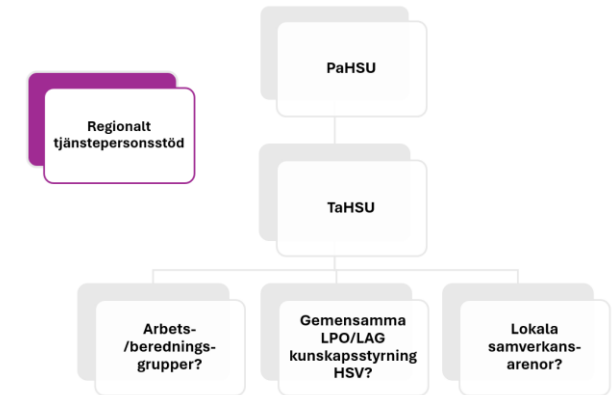 PaHSU
Regionalt
tjänstepersonsstöd
TaHSU
Arbets-
/berednings-
grupper?
Gemensamma
LPO/LAG
kunskapsstyrning
HSV?
Lokala
samverkans-
arenor?